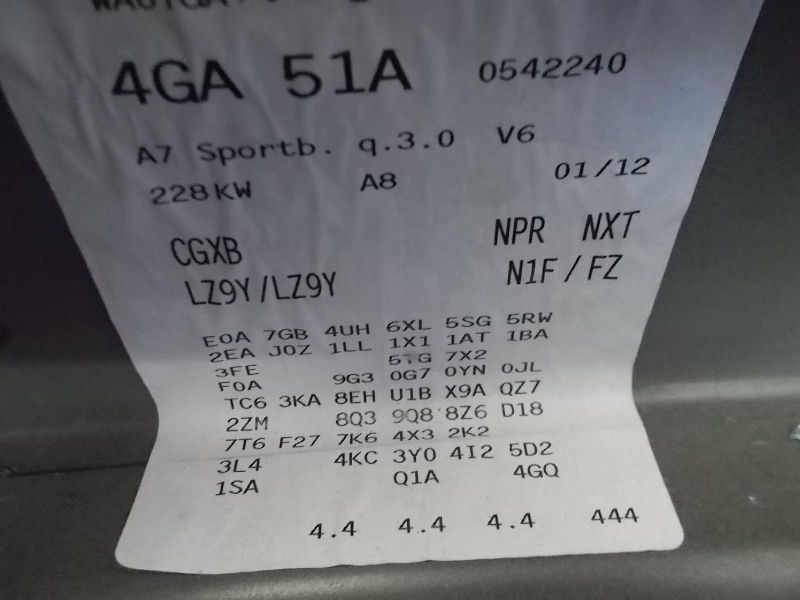 4GA 51A 0542240
A7 Sportb. q.3.0 V6
228KW A8 01/12
CGXB NPR NXT
LZ9Y/LZ9Y N1F/FZ
E0A 7GB 4UH 6XL 5SG 5RW
2EA J0Z 1LL 1X1 1AT 1BA
3FE 5TG 7X2
F0A 9G3 0G7 0YN 0JL
TC6 3KA 8EH U1B X9A QZ7
2ZM 8Q3 9Q8 8Z6 D18
7T6 F27 7K6 4X3 2K2
3L4 4KC 3Y0 4I2 5D2
1SA Q1A 4GQ
4.4 4.4 4.4 444